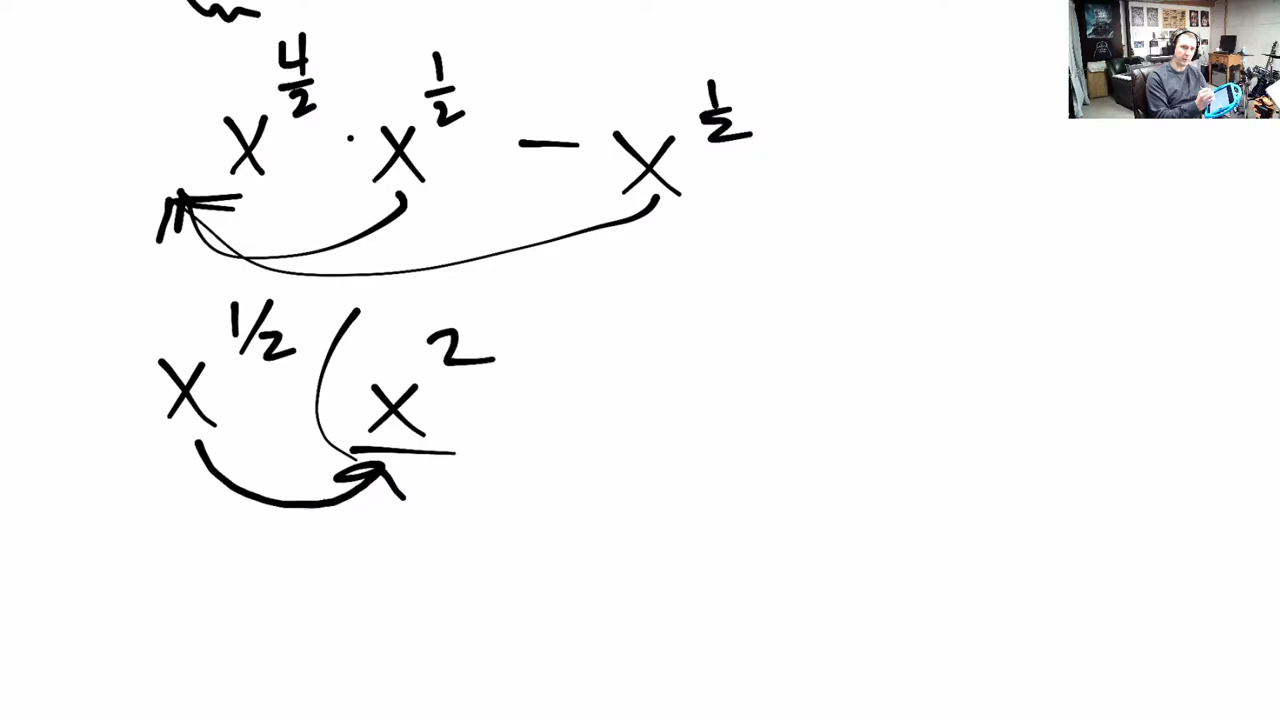 x^{4/2} · x^{1/2} − x^{1/2}
x^{1/2} ( x^2